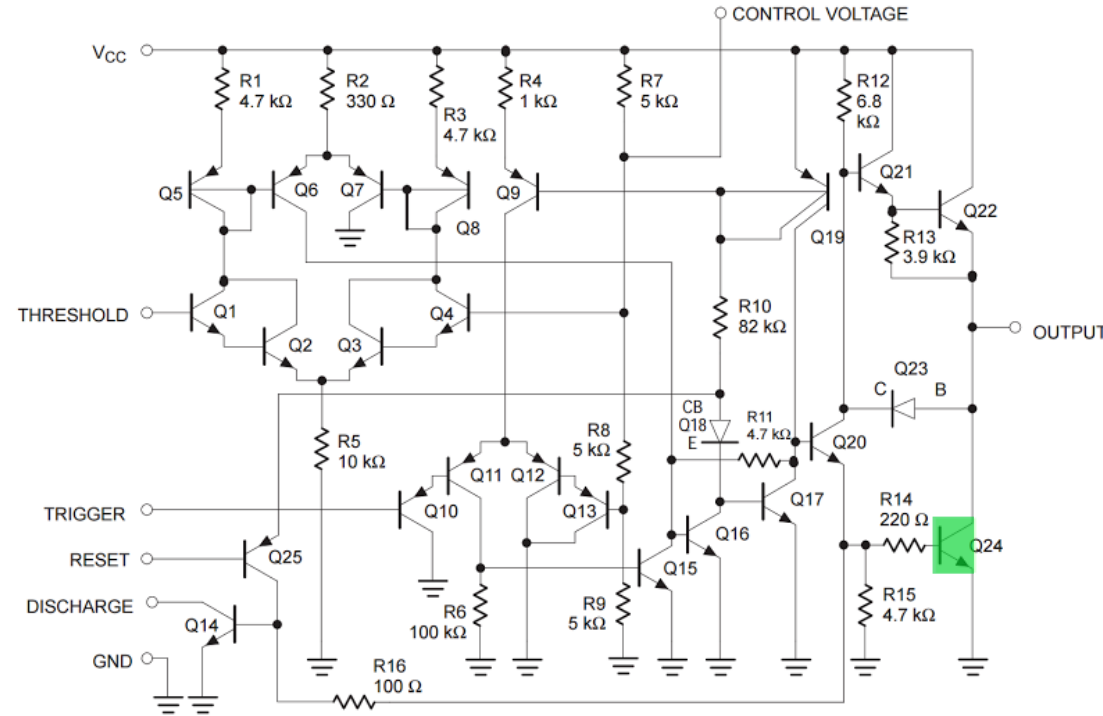 CONTROL VOLTAGE
VCC
R1
4.7 kΩ
R2
330 Ω
R3
4.7 kΩ
R4
1 kΩ
R7
5 kΩ
R12
6.8
kΩ
Q5
Q6
Q7
Q8
Q9
Q19
Q21
Q22
R13
3.9 kΩ
THRESHOLD
Q1
Q2
Q3
Q4
R10
82 kΩ
OUTPUT
Q23
C
B
CB
Q18
E
R11
4.7 kΩ
Q20
R5
10 kΩ
R8
5 kΩ
Q11
Q12
TRIGGER
Q10
Q13
Q16
Q17
R14
220 Ω
Q24
RESET
Q25
Q15
DISCHARGE
Q14
R6
100 kΩ
R9
5 kΩ
R15
4.7 kΩ
GND
R16
100 Ω